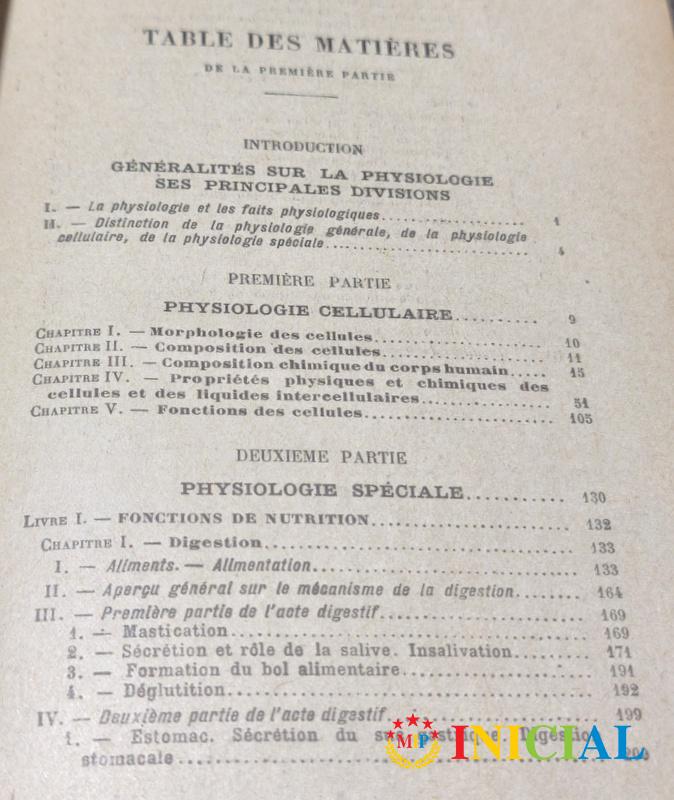 TABLE DES MATIÈRES
DE LA PREMIÈRE PARTIE
INTRODUCTION
GÉNÉRALITÉS SUR LA PHYSIOLOGIE
SES PRINCIPALES DIVISIONS
I. — La physiologie et les faits physiologiques.................... 1
II. — Distinction de la physiologie générale, de la physiologie
cellulaire, de la physiologie spéciale............................ 4
PREMIÈRE PARTIE
PHYSIOLOGIE CELLULAIRE.......... 9
CHAPITRE I. — Morphologie des cellules.................... 10
CHAPITRE II. — Composition des cellules.................... 11
CHAPITRE III. — Composition chimique du corps humain..... 15
CHAPITRE IV. — Propriétés physiques et chimiques des
cellules et des liquides intercellulaires.............. 51
CHAPITRE V. — Fonctions des cellules...................... 105
DEUXIEME PARTIE
PHYSIOLOGIE SPÉCIALE.......... 130
LIVRE I. — FONCTIONS DE NUTRITION.................... 132
CHAPITRE I. — Digestion.............................. 133
I. — Aliments. — Alimentation.......................... 133
II. — Aperçu général sur le mécanisme de la digestion....... 164
III. — Première partie de l'acte digestif.................. 169
1. — Mastication.................................. 169
2. — Sécrétion et rôle de la salive. Insalivation........ 171
3. — Formation du bol alimentaire.................. 191
4. — Déglutition.................................. 192
IV. — Deuxième partie de l'acte digestif.................. 199
1. — Estomac. Sécrétion du suc gastrique. Digestion
stomacale........................................
MP INICIAL